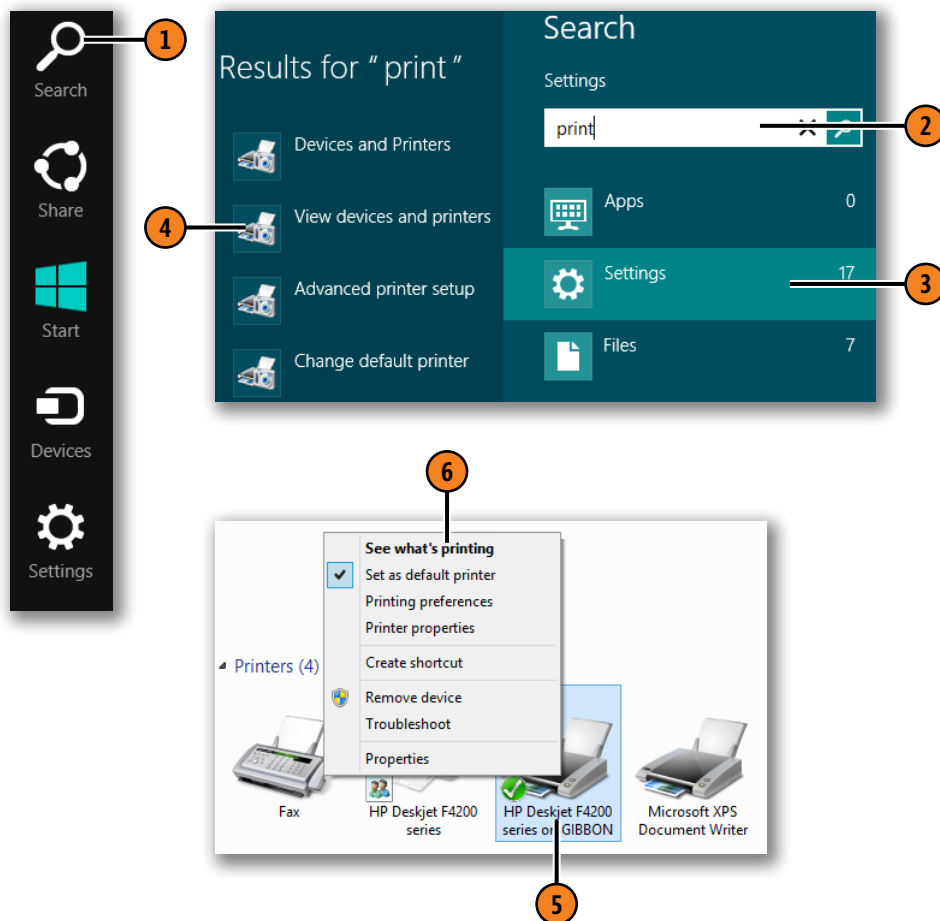 1
Search
Share
Start
Devices
Settings
Results for “ print ”
Devices and Printers
4
View devices and printers
Advanced printer setup
Change default printer
Search
Settings
print
2
Apps 0
Settings 17
3
Files 7
6
See what's printing
Set as default printer
Printing preferences
Printer properties
Create shortcut
Remove device
Troubleshoot
Properties
Printers (4)
Fax
HP Deskjet F4200
series
HP Deskjet F4200
series on GIBBON
Microsoft XPS
Document Writer
5